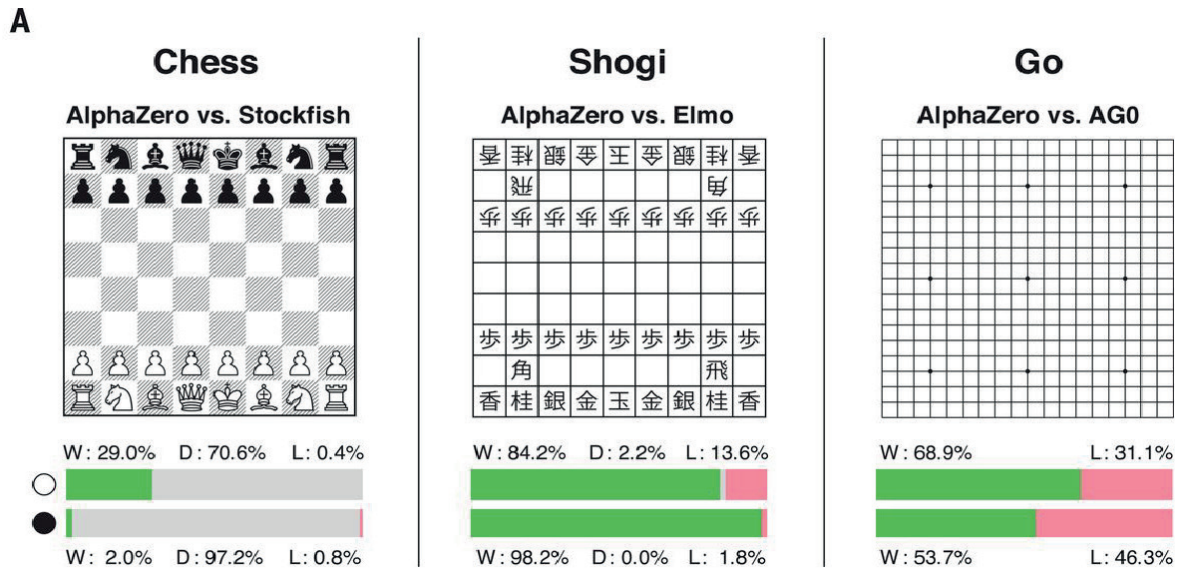 A
Chess
AlphaZero vs. Stockfish
W: 29.0% D: 70.6% L: 0.4%
W: 2.0% D: 97.2% L: 0.8%
Shogi
AlphaZero vs. Elmo
香 桂 銀 金 王 金 銀 桂 香
飛 角
歩 歩 歩 歩 歩 歩 歩 歩 歩
歩 歩 歩 歩 歩 歩 歩 歩 歩
角 飛
香 桂 銀 金 玉 金 銀 桂 香
W: 84.2% D: 2.2% L: 13.6%
W: 98.2% D: 0.0% L: 1.8%
Go
AlphaZero vs. AG0
W: 68.9% L: 31.1%
W: 53.7% L: 46.3%